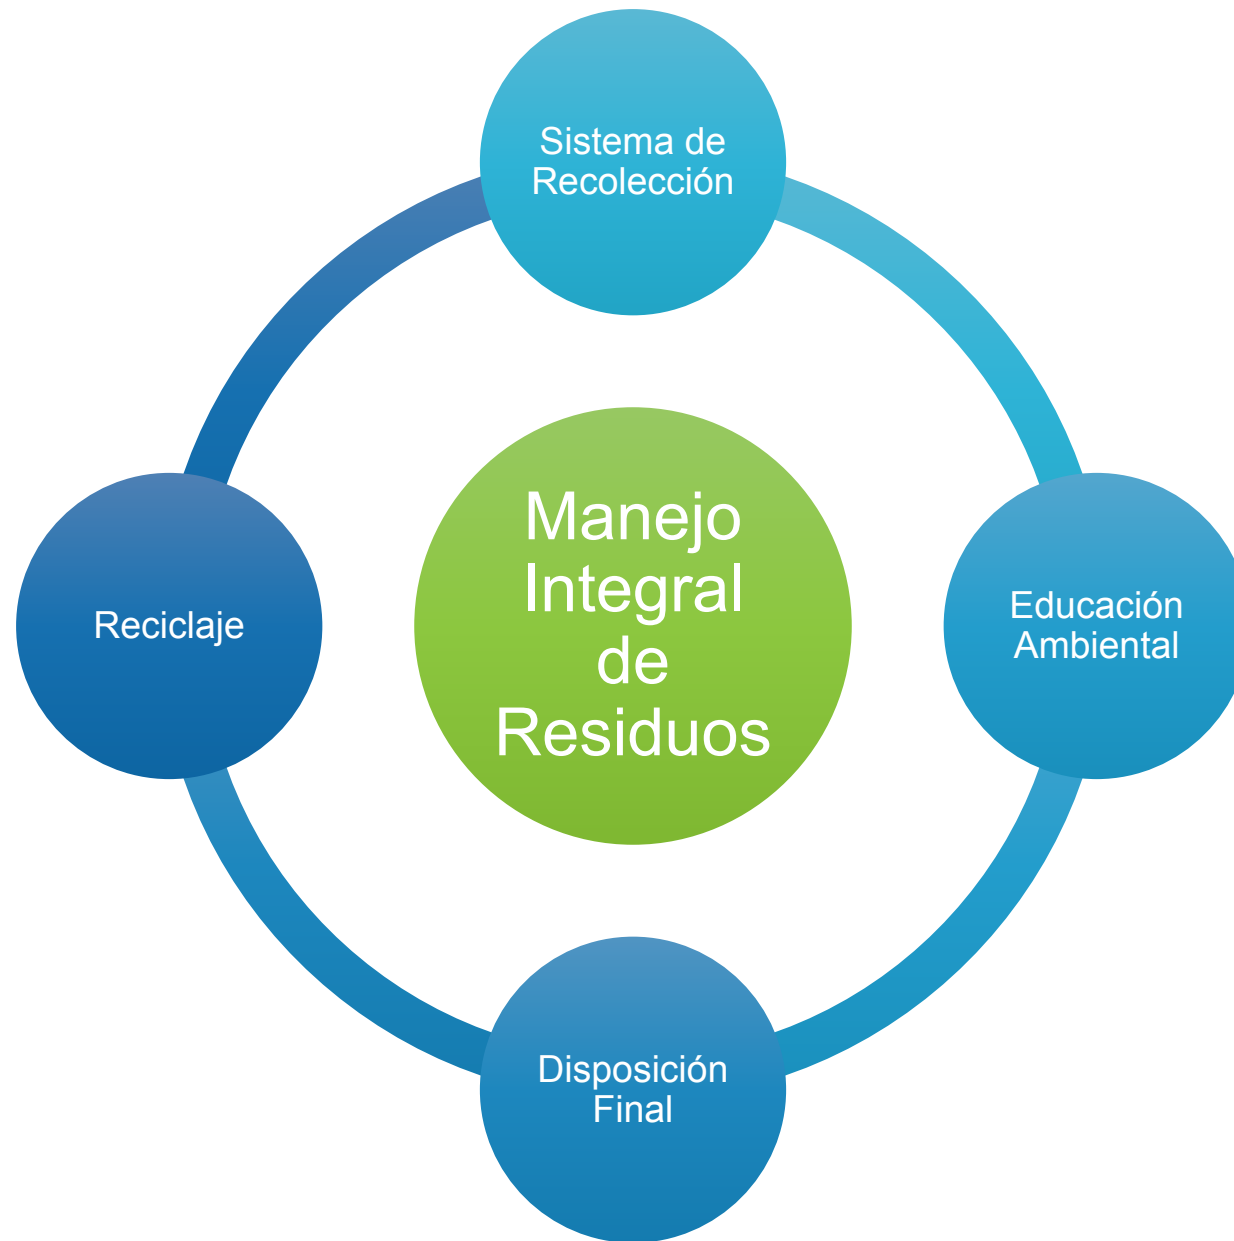 Sistema de
Recolección
Manejo
Integral
de
Residuos
Reciclaje
Educación
Ambiental
Disposición
Final